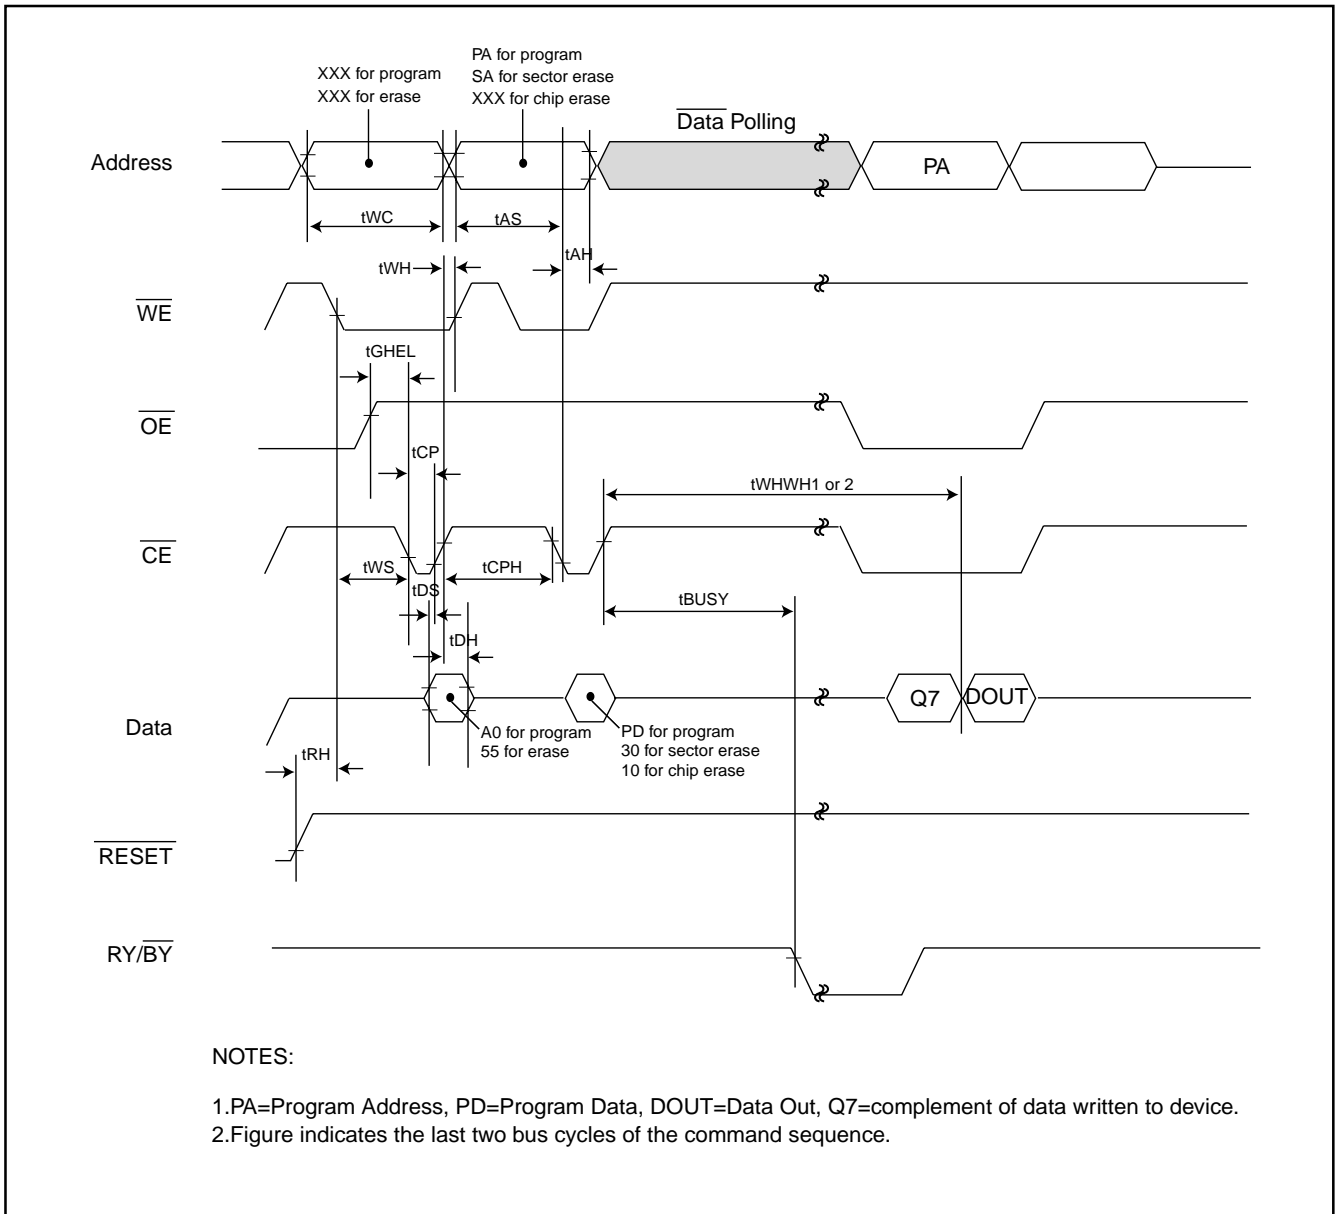 XXX for program
XXX for erase
PA for program
SA for sector erase
XXX for chip erase
Data Polling
Address
PA
tWC
tAS
tAH
tWH
WE
tGHEL
OE
tCP
tWHWH1 or 2
CE
tWS
tCPH
tDS
tBUSY
tDH
Data
Q7
DOUT
A0 for program
55 for erase
PD for program
30 for sector erase
10 for chip erase
tRH
RESET
RY/BY
NOTES:
1.PA=Program Address, PD=Program Data, DOUT=Data Out, Q7=complement of data written to device.
2.Figure indicates the last two bus cycles of the command sequence.